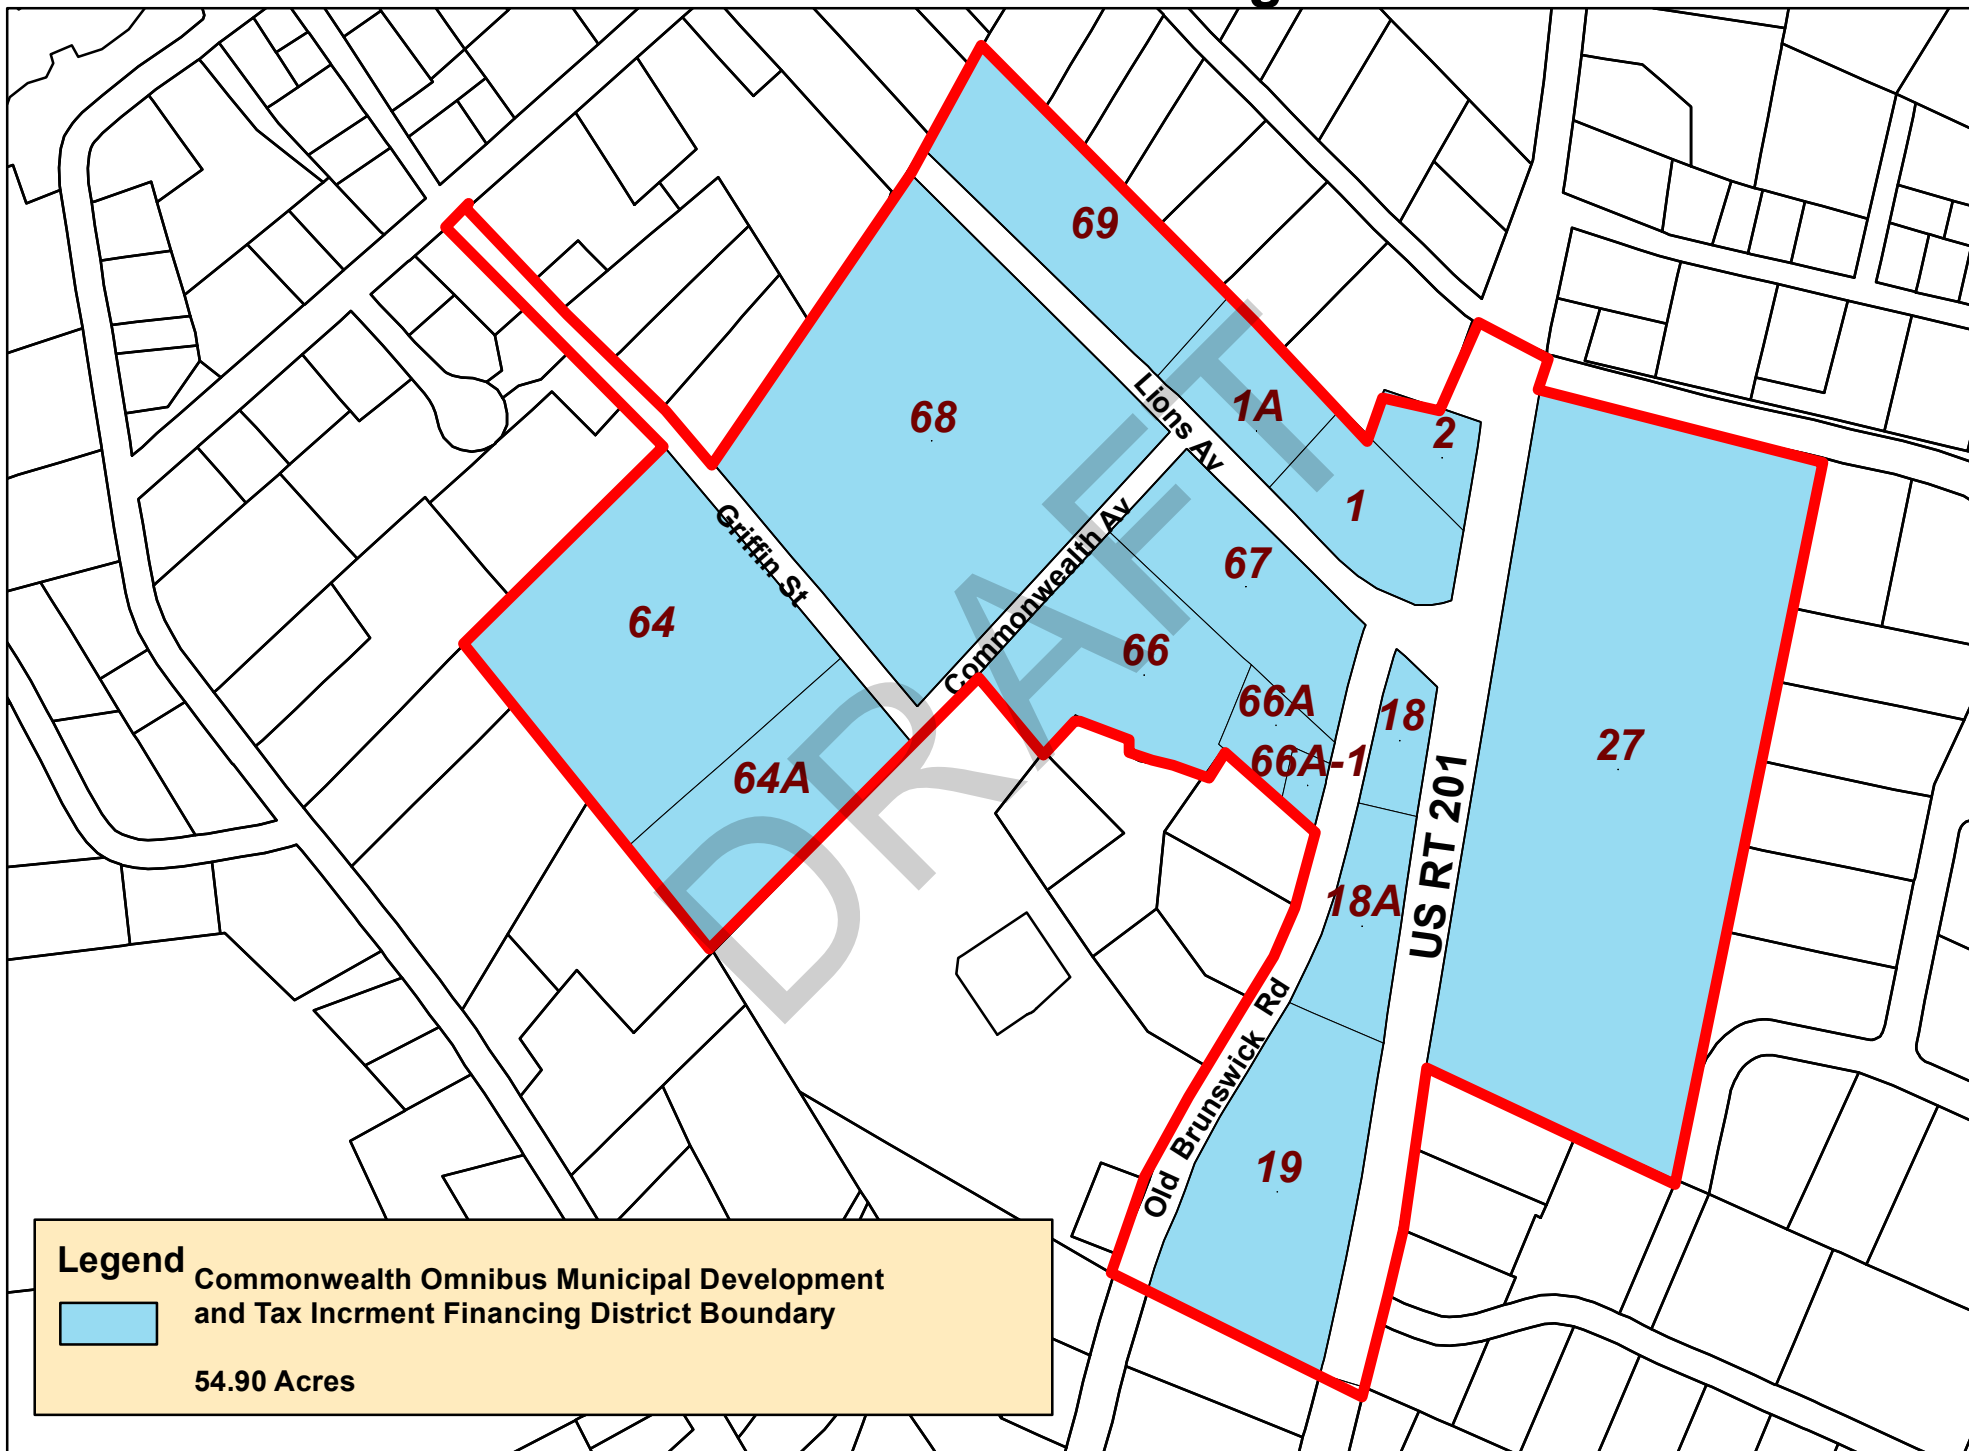 69
68
1A
2
1
Lions Av
Griffin St
Commonwealth Av
67
64
66
66A
18
66A-1
27
64A
US RT 201
18A
Old Brunswick Rd
19
DRAFT
Legend
Commonwealth Omnibus Municipal Development
and Tax Incrment Financing District Boundary
54.90 Acres